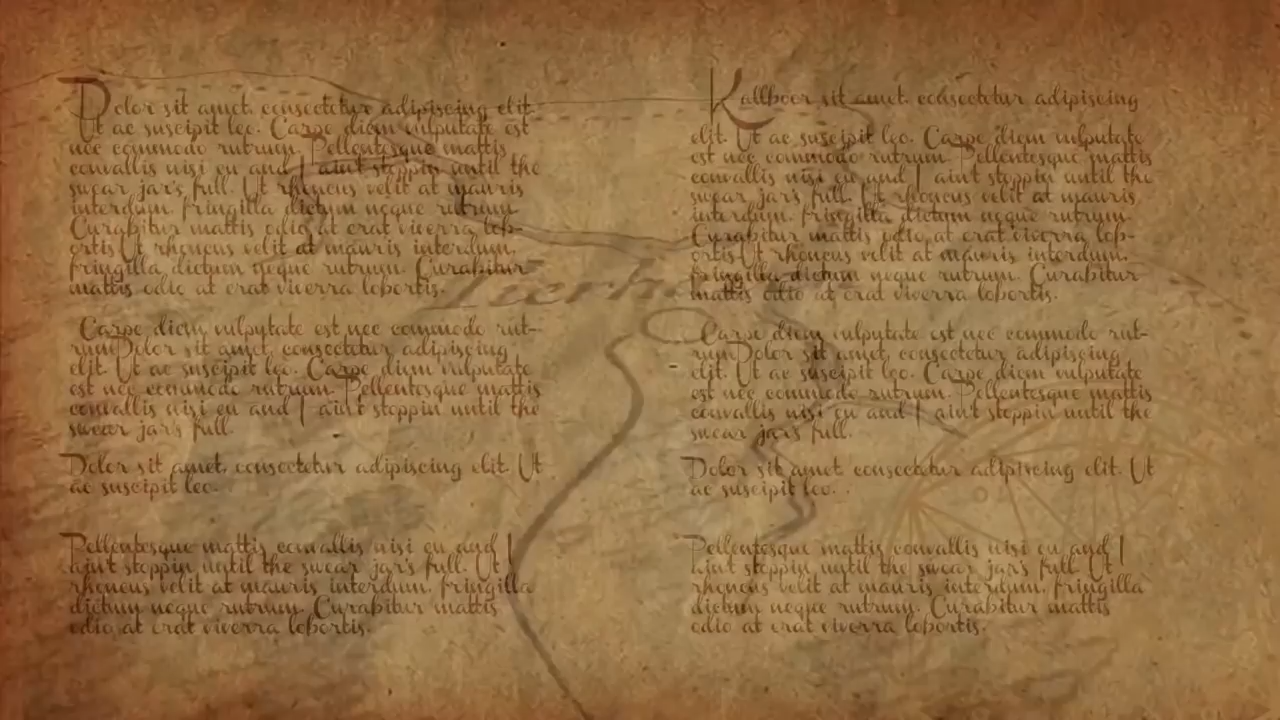 Dolor sit amet, consectetur adipiscing elit.
Ut ac suscipit leo. Carpe diem vulputate est
nec commodo rutrum. Pellentesque mattis
convallis nisi eu and I aint steppin until the
swear jar's full. Ut rhoncus velit at mauris
interdum, fringilla dictum neque rutrum.
Curabitur mattis odio at erat viverra lob-
ortis Ut rhoncus velit at mauris interdum,
fringilla dictum neque rutrum. Curabitur
mattis odio at erat viverra lobortis.
Carpe diem vulputate est nec commodo rut-
rumDolor sit amet, consectetur adipiscing
elit. Ut ac suscipit leo. Carpe diem vulputate
est nec commodo rutrum. Pellentesque mattis
convallis nisi eu and I ain't steppin until the
swear jar's full.
Dolor sit amet, consectetur adipiscing elit. Ut
ac suscipit leo.
Pellentesque mattis convallis nisi eu and I
aint steppin until the swear jar's full. Ut
rhoncus velit at mauris interdum, fringilla
dictum neque rutrum. Curabitur mattis
odio at erat viverra lobortis.
Kallboor sit amet, consectetur adipiscing
elit. Ut ac suscipit leo. Carpe diem vulputate
est nec commodo rutrum. Pellentesque mattis
convallis nisi eu and I aint steppin until the
swear jar's full. Ut rhoncus velit at mauris
interdum, fringilla dictum neque rutrum.
Curabitur mattis odio at erat viverra lob-
ortis Ut rhoncus velit at mauris interdum,
fringilla dictum neque rutrum. Curabitur
mattis odio at erat viverra lobortis.
Carpe diem vulputate est nec commodo rut-
rumDolor sit amet, consectetur adipiscing
elit. Ut ac suscipit leo. Carpe diem vulputate
est nec commodo rutrum. Pellentesque mattis
convallis nisi eu and I ain't steppin until the
swear jar's full.
Dolor sit amet, consectetur adipiscing elit. Ut
ac suscipit leo.
Pellentesque mattis convallis nisi eu and I
aint steppin until the swear jar's full. Ut
rhoncus velit at mauris interdum, fringilla
dictum neque rutrum. Curabitur mattis
odio at erat viverra lobortis.